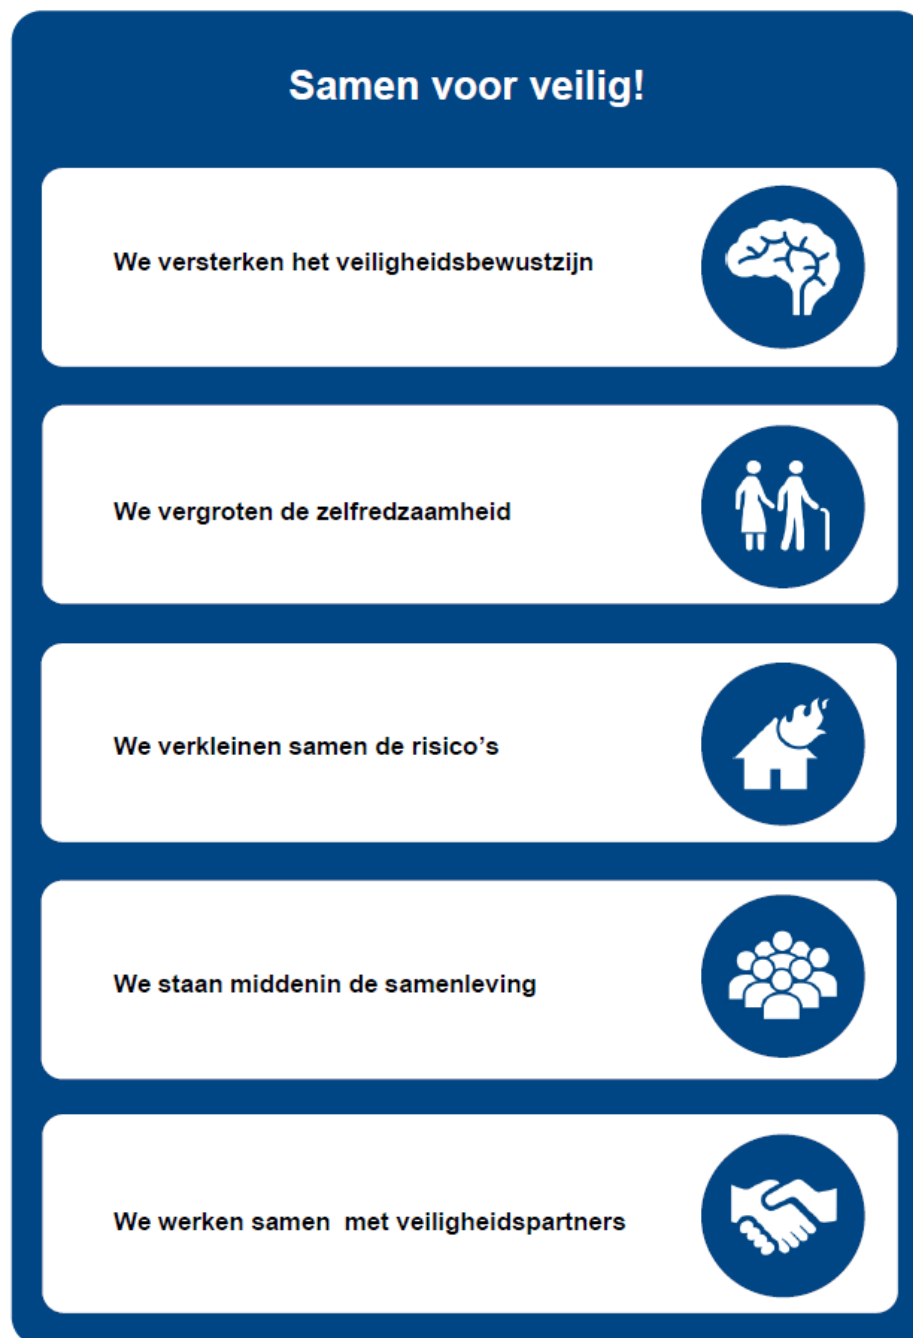 Samen voor veilig!
We versterken het veiligheidsbewustzijn
We vergroten de zelfredzaamheid
We verkleinen samen de risico’s
We staan middenin de samenleving
We werken samen  met veiligheidspartners